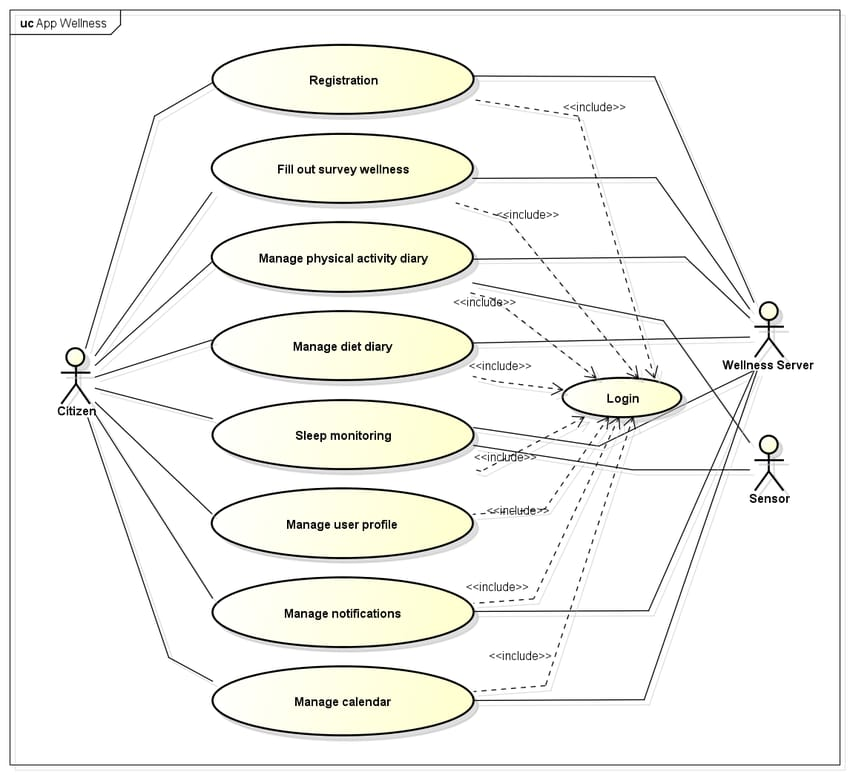 uc App Wellness
Registration
<<include>>
Fill out survey wellness
<<include>>
Manage physical activity diary
<<include>>
Manage diet diary
<<include>>
Wellness Server
Citizen
Login
Sleep monitoring
<<include>>
Sensor
Manage user profile
<<include>>
Manage notifications
<<include>>
Manage calendar
<<include>>